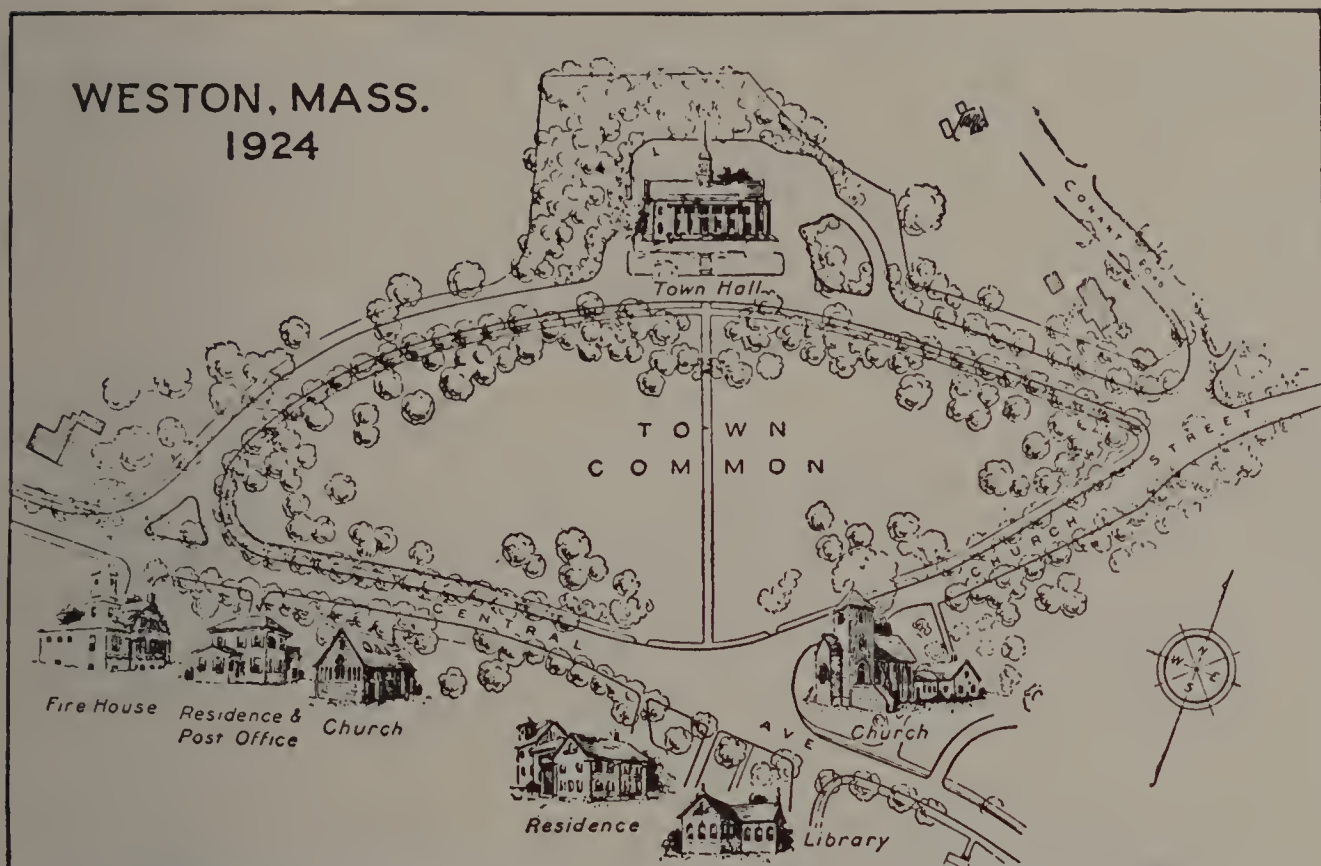 WESTON, MASS.
1924
CONANT ROAD
Town Hall
TOWN
COMMON
CHURCH STREET
CENTRAL AVE
N
W E
S
Fire House
Residence &
Post Office
Church
Church
Residence
Library